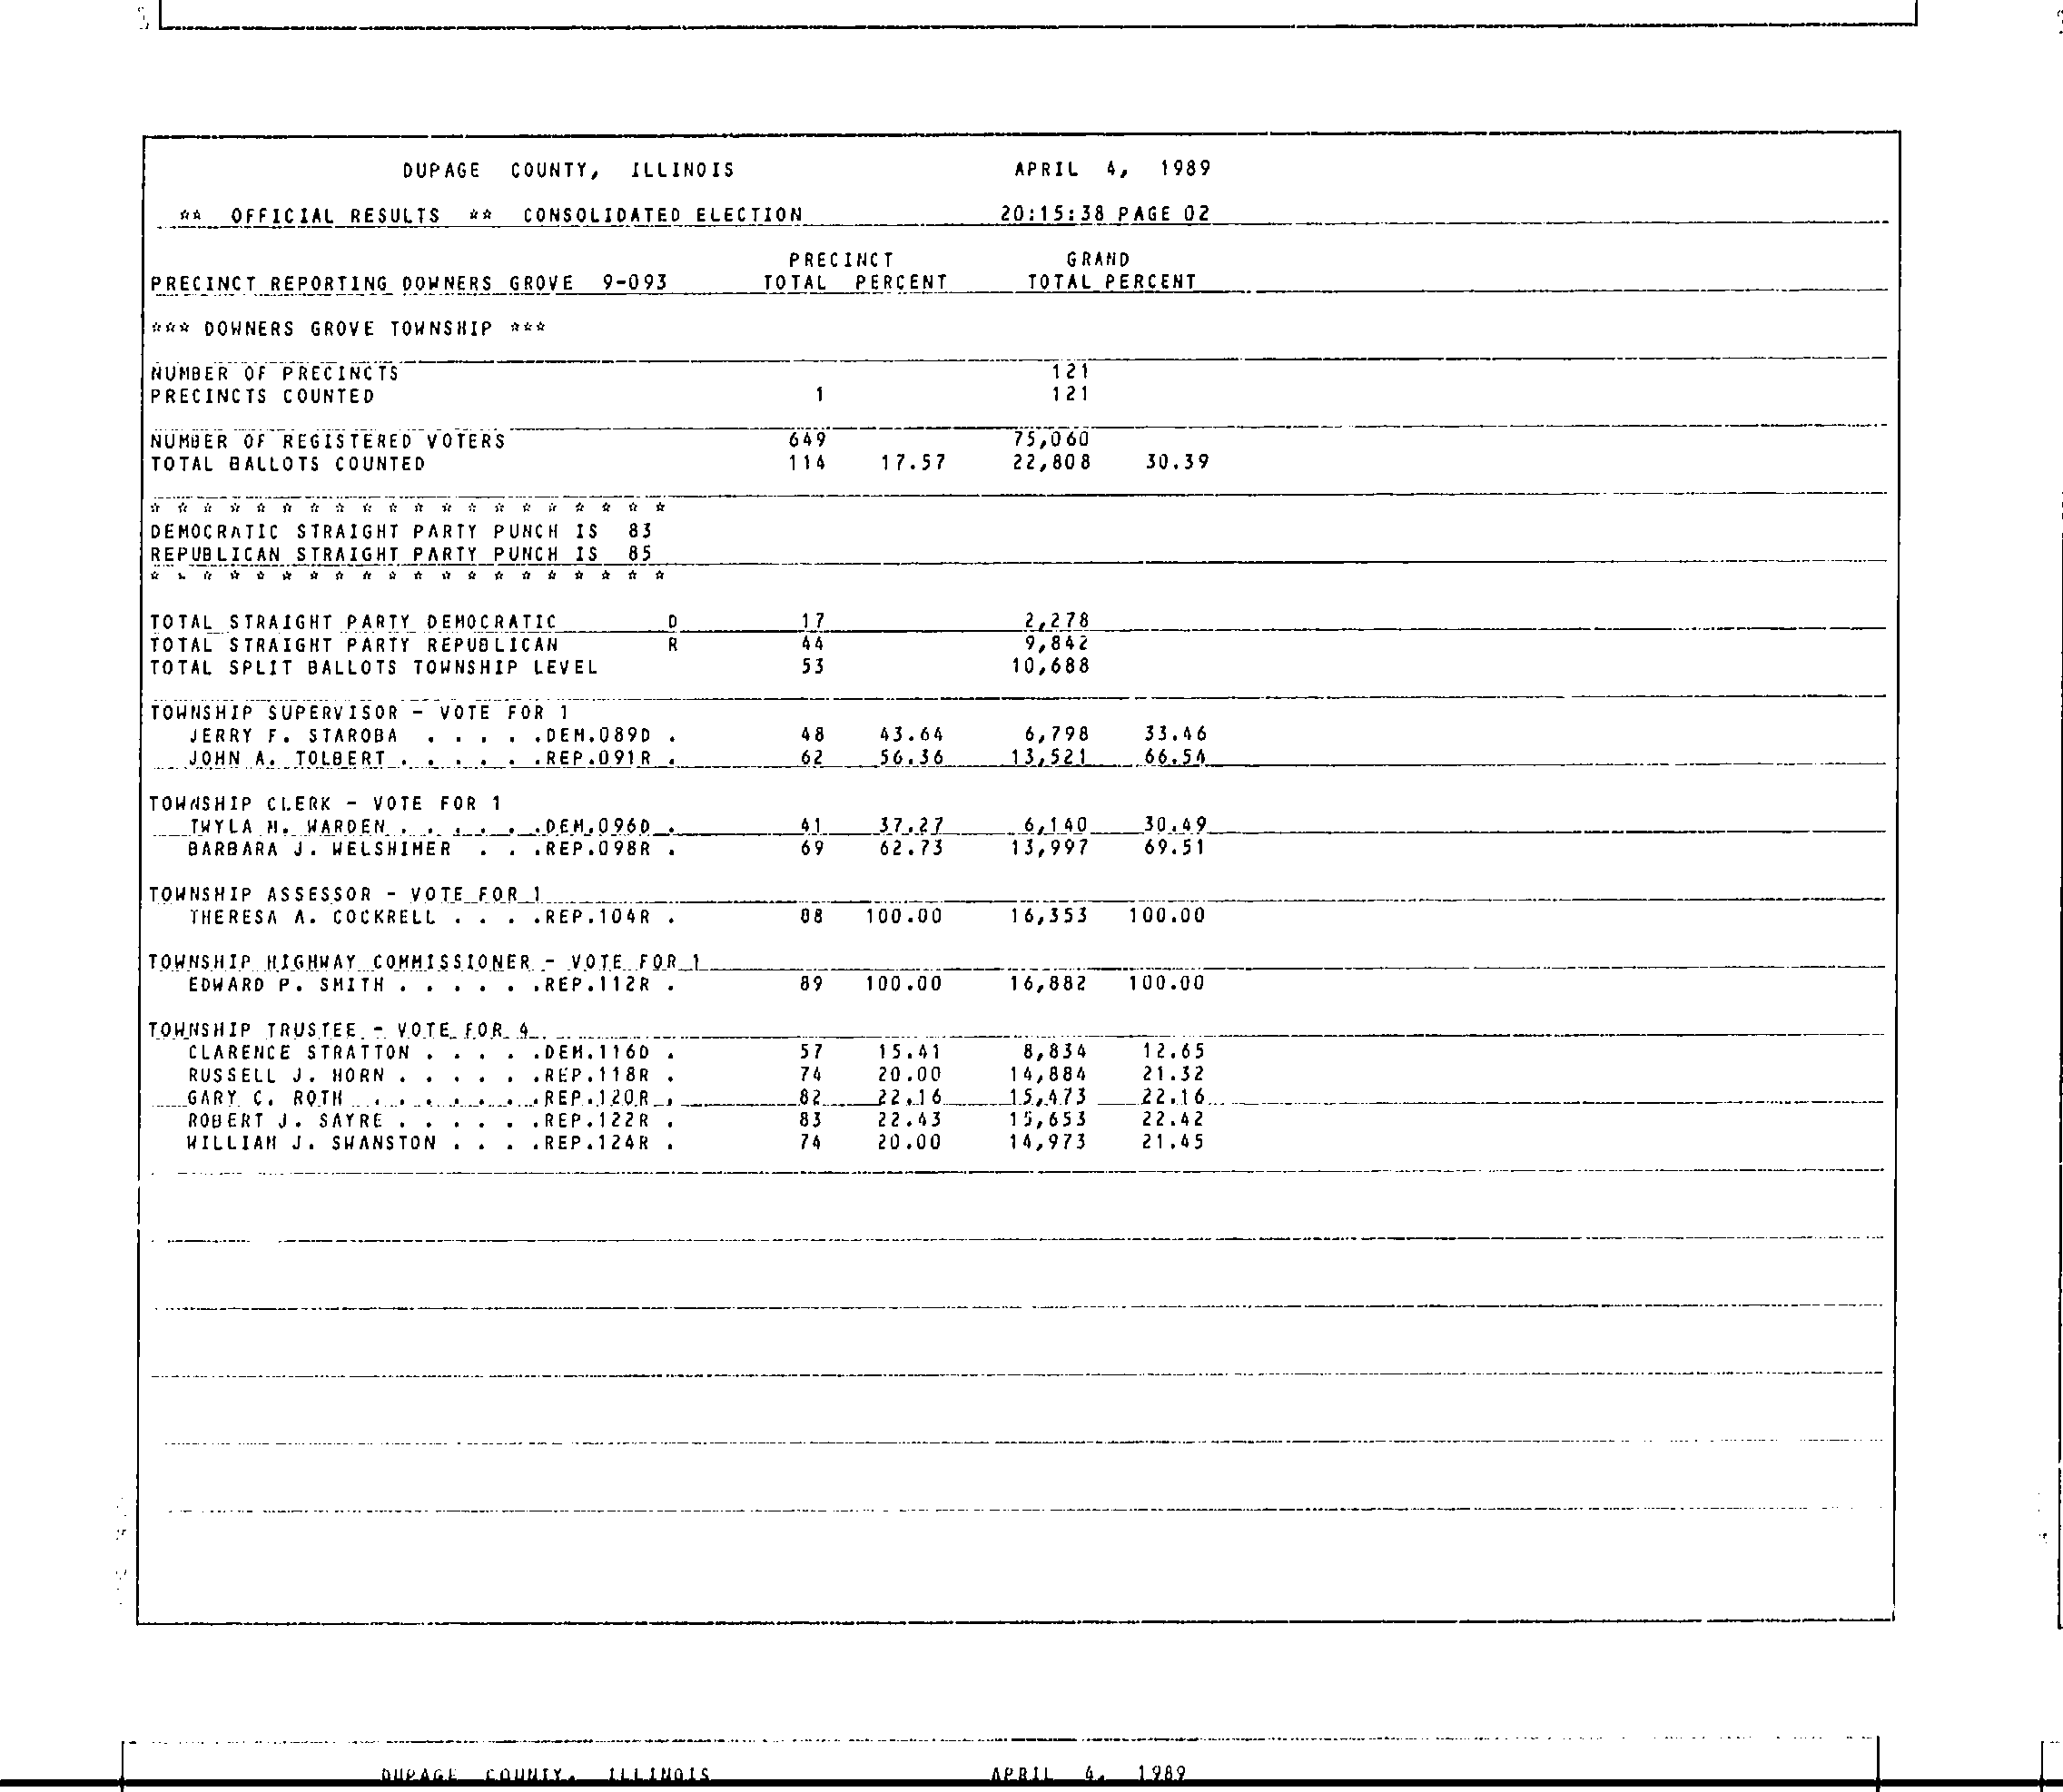 DUPAGE COUNTY, ILLINOIS APRIL 4, 1989
** OFFICIAL RESULTS ** CONSOLIDATED ELECTION 20:15:38 PAGE 02
PRECINCT GRAND
PRECINCT REPORTING DOWNERS GROVE 9-093 TOTAL PERCENT TOTAL PERCENT
*** DOWNERS GROVE TOWNSHIP ***
NUMBER OF PRECINCTS 121
PRECINCTS COUNTED 1 121
NUMBER OF REGISTERED VOTERS 649 75,060
TOTAL BALLOTS COUNTED 114 17.57 22,808 30.39
* * * * * * * * * * * * * * * * * * * *
DEMOCRATIC STRAIGHT PARTY PUNCH IS 83
REPUBLICAN STRAIGHT PARTY PUNCH IS 85
* * * * * * * * * * * * * * * * * * * *
TOTAL STRAIGHT PARTY DEMOCRATIC D 17 2,278
TOTAL STRAIGHT PARTY REPUBLICAN R 44 9,842
TOTAL SPLIT BALLOTS TOWNSHIP LEVEL 53 10,688
TOWNSHIP SUPERVISOR - VOTE FOR 1
JERRY F. STAROBA . . . . .DEM.089D . 48 43.64 6,798 33.46
JOHN A. TOLBERT . . . . . .REP.091R . 62 56.36 13,521 66.54
TOWNSHIP CLERK - VOTE FOR 1
TWYLA M. WARDEN . . . . . .DEM.096D . 41 37.27 6,140 30.49
BARBARA J. WELSHIMER . . .REP.098R . 69 62.73 13,997 69.51
TOWNSHIP ASSESSOR - VOTE FOR 1
THERESA A. COCKRELL . . . .REP.104R . 88 100.00 16,353 100.00
TOWNSHIP HIGHWAY COMMISSIONER - VOTE FOR 1
EDWARD P. SMITH . . . . . .REP.112R . 89 100.00 16,882 100.00
TOWNSHIP TRUSTEE - VOTE FOR 4
CLARENCE STRATTON . . . . .DEM.116D . 57 15.41 8,834 12.65
RUSSELL J. HORN . . . . . .REP.118R . 74 20.00 14,884 21.32
GARY C. ROTH . . . . . . .REP.120R . 82 22.16 15,473 22.16
ROBERT J. SAYRE . . . . . .REP.122R . 83 22.43 15,653 22.42
WILLIAM J. SWANSTON . . . .REP.124R . 74 20.00 14,973 21.45
DUPAGE COUNTY, ILLINOIS APRIL 4, 1989